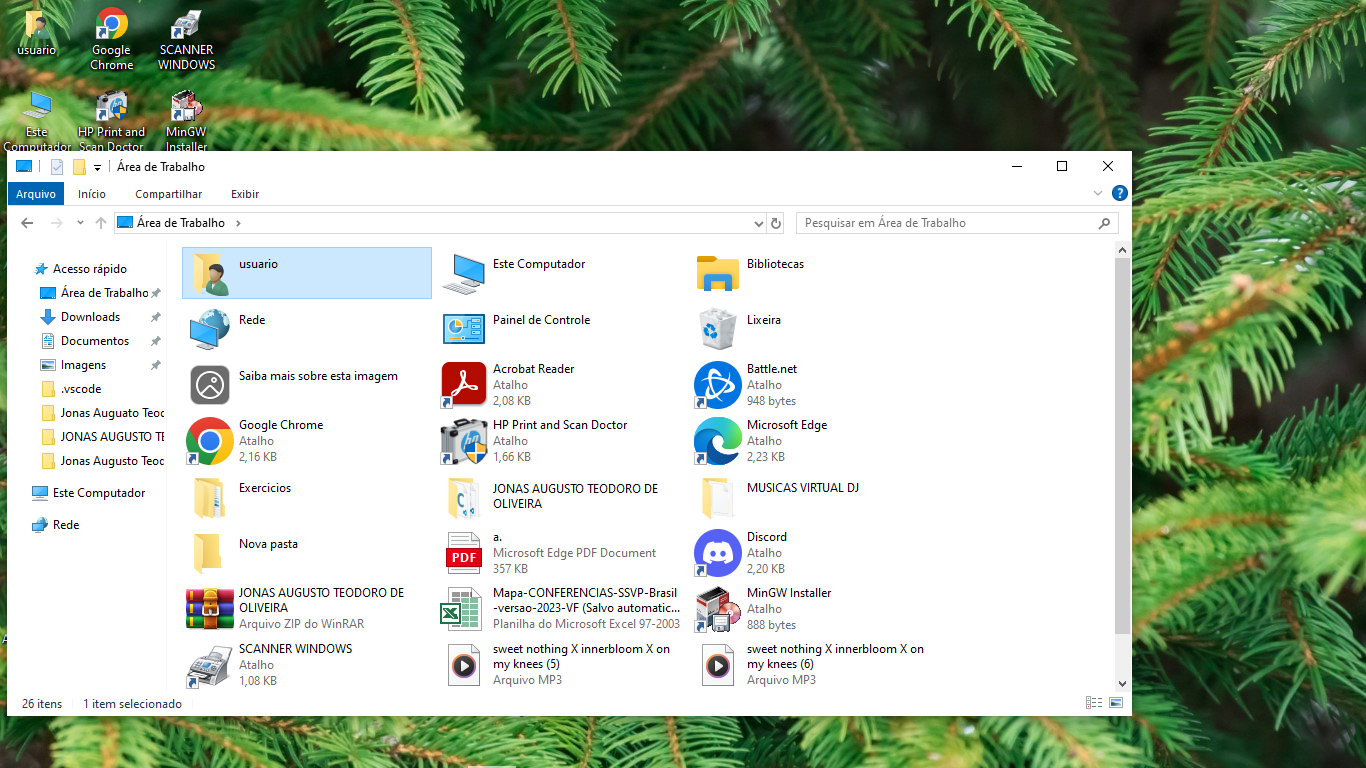 usuario
Google
Chrome
SCANNER
WINDOWS
Este
Computador
HP Print and
Scan Doctor
MinGW
Installer
Área de Trabalho
Arquivo
Início
Compartilhar
Exibir
Área de Trabalho
Pesquisar em Área de Trabalho
Acesso rápido
Área de Trabalho
Downloads
Documentos
Imagens
.vscode
Jonas Auguato Teod
JONAS AUGUSTO TE
Jonas Augusto Teod
Este Computador
Rede
usuario
Este Computador
Bibliotecas
Rede
Painel de Controle
Lixeira
Saiba mais sobre esta imagem
Acrobat Reader
Atalho
2,08 KB
Battle.net
Atalho
948 bytes
Google Chrome
Atalho
2,16 KB
HP Print and Scan Doctor
Atalho
1,66 KB
Microsoft Edge
Atalho
2,23 KB
Exercicios
JONAS AUGUSTO TEODORO DE
OLIVEIRA
MUSICAS VIRTUAL DJ
Nova pasta
PDF
a.
Microsoft Edge PDF Document
357 KB
Discord
Atalho
2,20 KB
JONAS AUGUSTO TEODORO DE
OLIVEIRA
Arquivo ZIP do WinRAR
Mapa-CONFERENCIAS-SSVP-Brasil
-versao-2023-VF (Salvo automatic...
Planilha do Microsoft Excel 97-2003
MinGW Installer
Atalho
888 bytes
SCANNER WINDOWS
Atalho
1,08 KB
sweet nothing X innerbloom X on
my knees (5)
Arquivo MP3
sweet nothing X innerbloom X on
my knees (6)
Arquivo MP3
26 itens
1 item selecionado